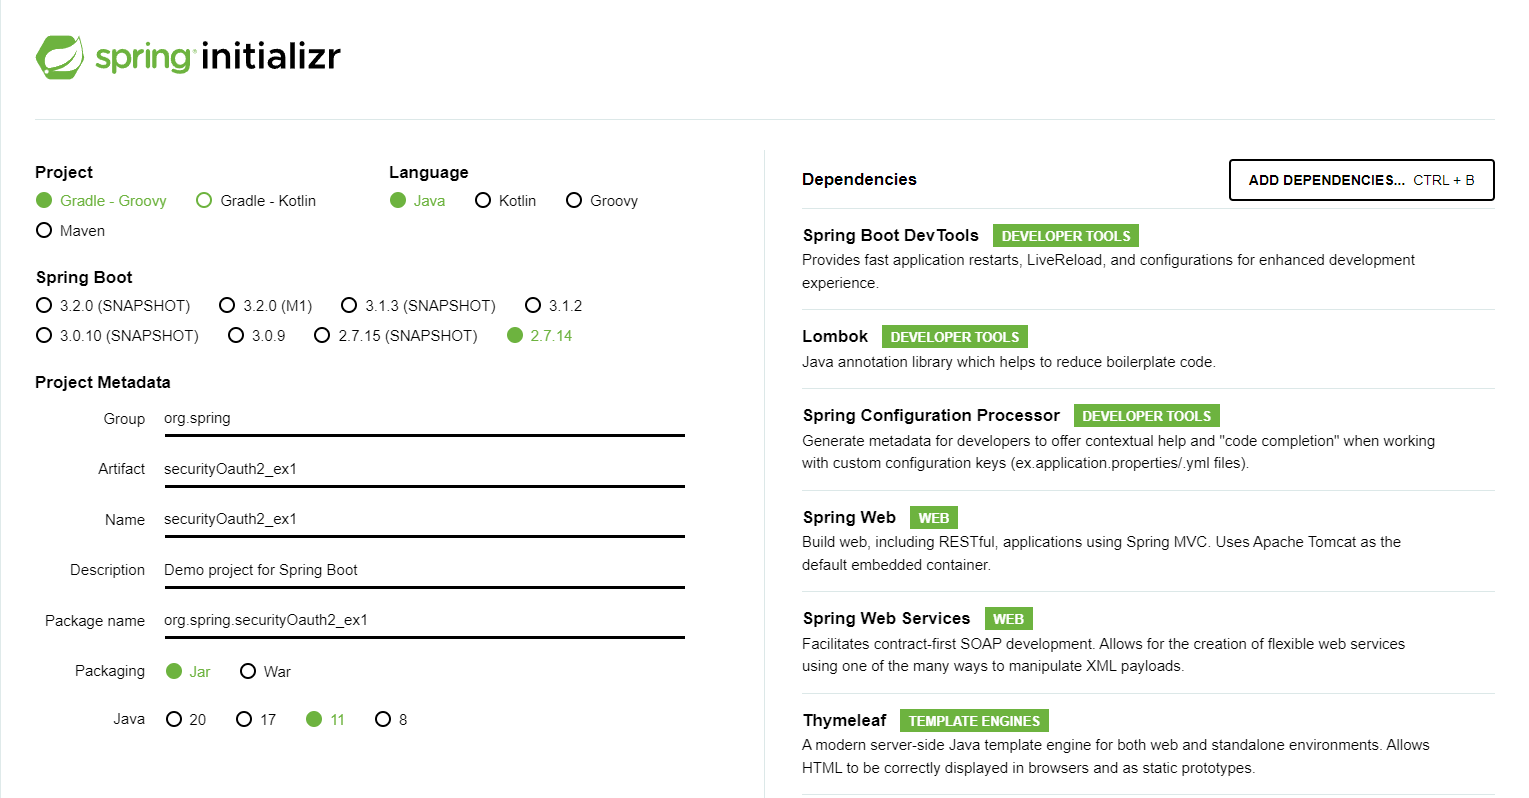 spring initializr
Project
Gradle - Groovy Gradle - Kotlin
Maven
Language
Java Kotlin Groovy
Spring Boot
3.2.0 (SNAPSHOT) 3.2.0 (M1) 3.1.3 (SNAPSHOT) 3.1.2
3.0.10 (SNAPSHOT) 3.0.9 2.7.15 (SNAPSHOT) 2.7.14
Project Metadata
Group org.spring
Artifact securityOauth2_ex1
Name securityOauth2_ex1
Description Demo project for Spring Boot
Package name org.spring.securityOauth2_ex1
Packaging Jar War
Java 20 17 11 8
Dependencies ADD DEPENDENCIES... CTRL + B
Spring Boot DevTools DEVELOPER TOOLS
Provides fast application restarts, LiveReload, and configurations for enhanced development
experience.
Lombok DEVELOPER TOOLS
Java annotation library which helps to reduce boilerplate code.
Spring Configuration Processor DEVELOPER TOOLS
Generate metadata for developers to offer contextual help and "code completion" when working
with custom configuration keys (ex.application.properties/.yml files).
Spring Web WEB
Build web, including RESTful, applications using Spring MVC. Uses Apache Tomcat as the
default embedded container.
Spring Web Services WEB
Facilitates contract-first SOAP development. Allows for the creation of flexible web services
using one of the many ways to manipulate XML payloads.
Thymeleaf TEMPLATE ENGINES
A modern server-side Java template engine for both web and standalone environments. Allows
HTML to be correctly displayed in browsers and as static prototypes.